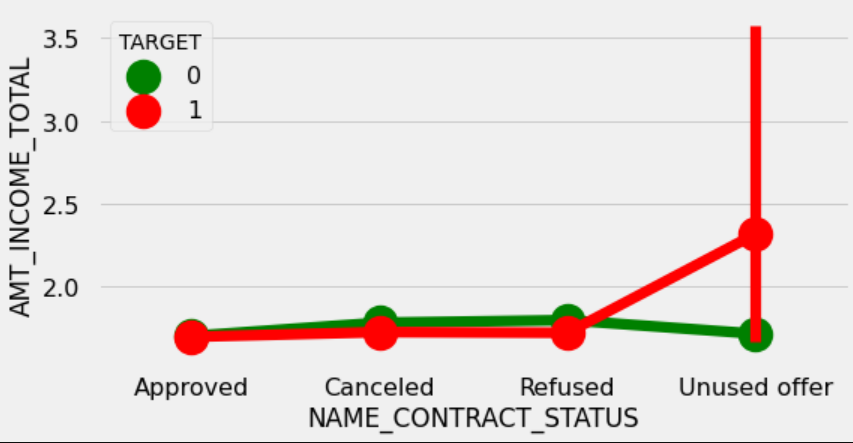 TARGET
0
1
AMT_INCOME_TOTAL
3.5
3.0
2.5
2.0
Approved
Canceled
Refused
Unused offer
NAME_CONTRACT_STATUS